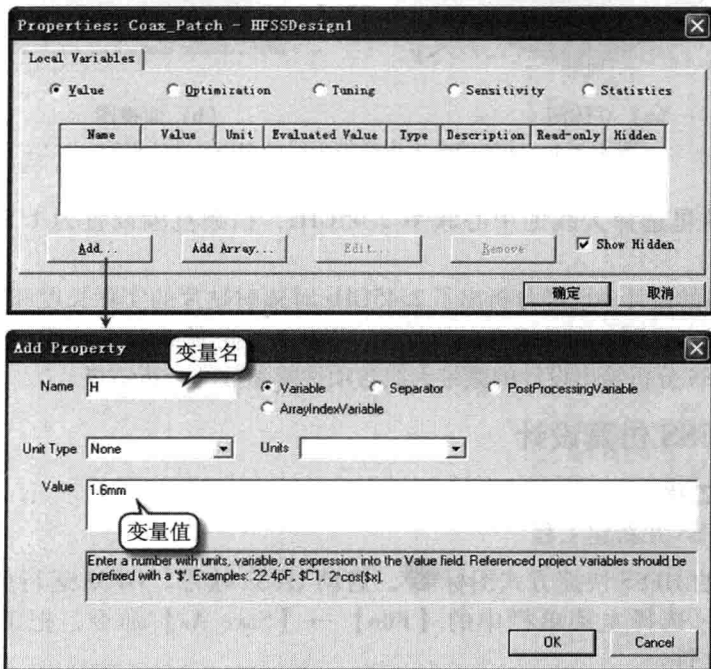 Properties: Coax_Patch - HFSSDesign1
Local Variables
Value Optimization Tuning Sensitivity Statistics
Name Value Unit Evaluated Value Type Description Read-only Hidden
Add... Add Array... Edit... Remove Show Hidden
确定 取消
Add Property
变量名
Name H Variable Separator PostProcessingVariable
ArrayIndexVariable
Unit Type None Units
Value 1.6mm
变量值
Enter a number with units, variable, or expression into the Value field. Referenced project variables should be
prefixed with a '$'. Examples: 22.4pF, $C1, 2*cos($x).
OK Cancel